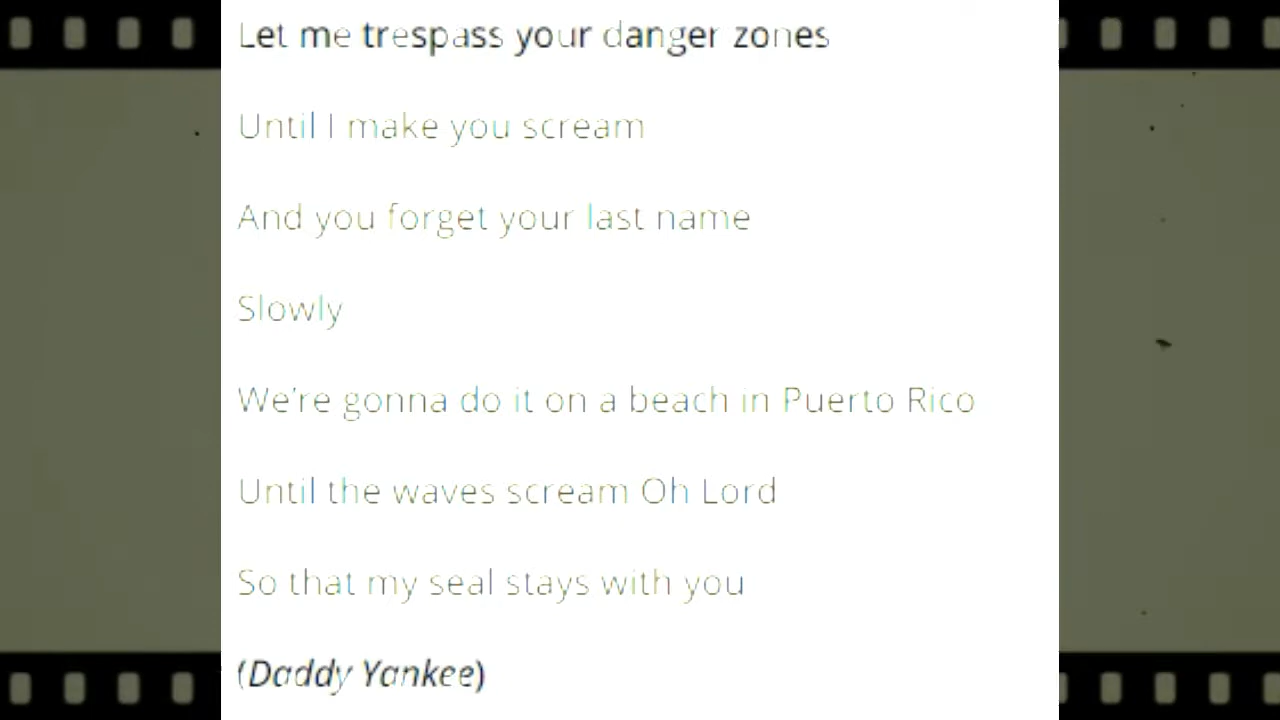 Let me trespass your danger zones
Until I make you scream
And you forget your last name
Slowly
We're gonna do it on a beach in Puerto Rico
Until the waves scream Oh Lord
So that my seal stays with you
(Daddy Yankee)